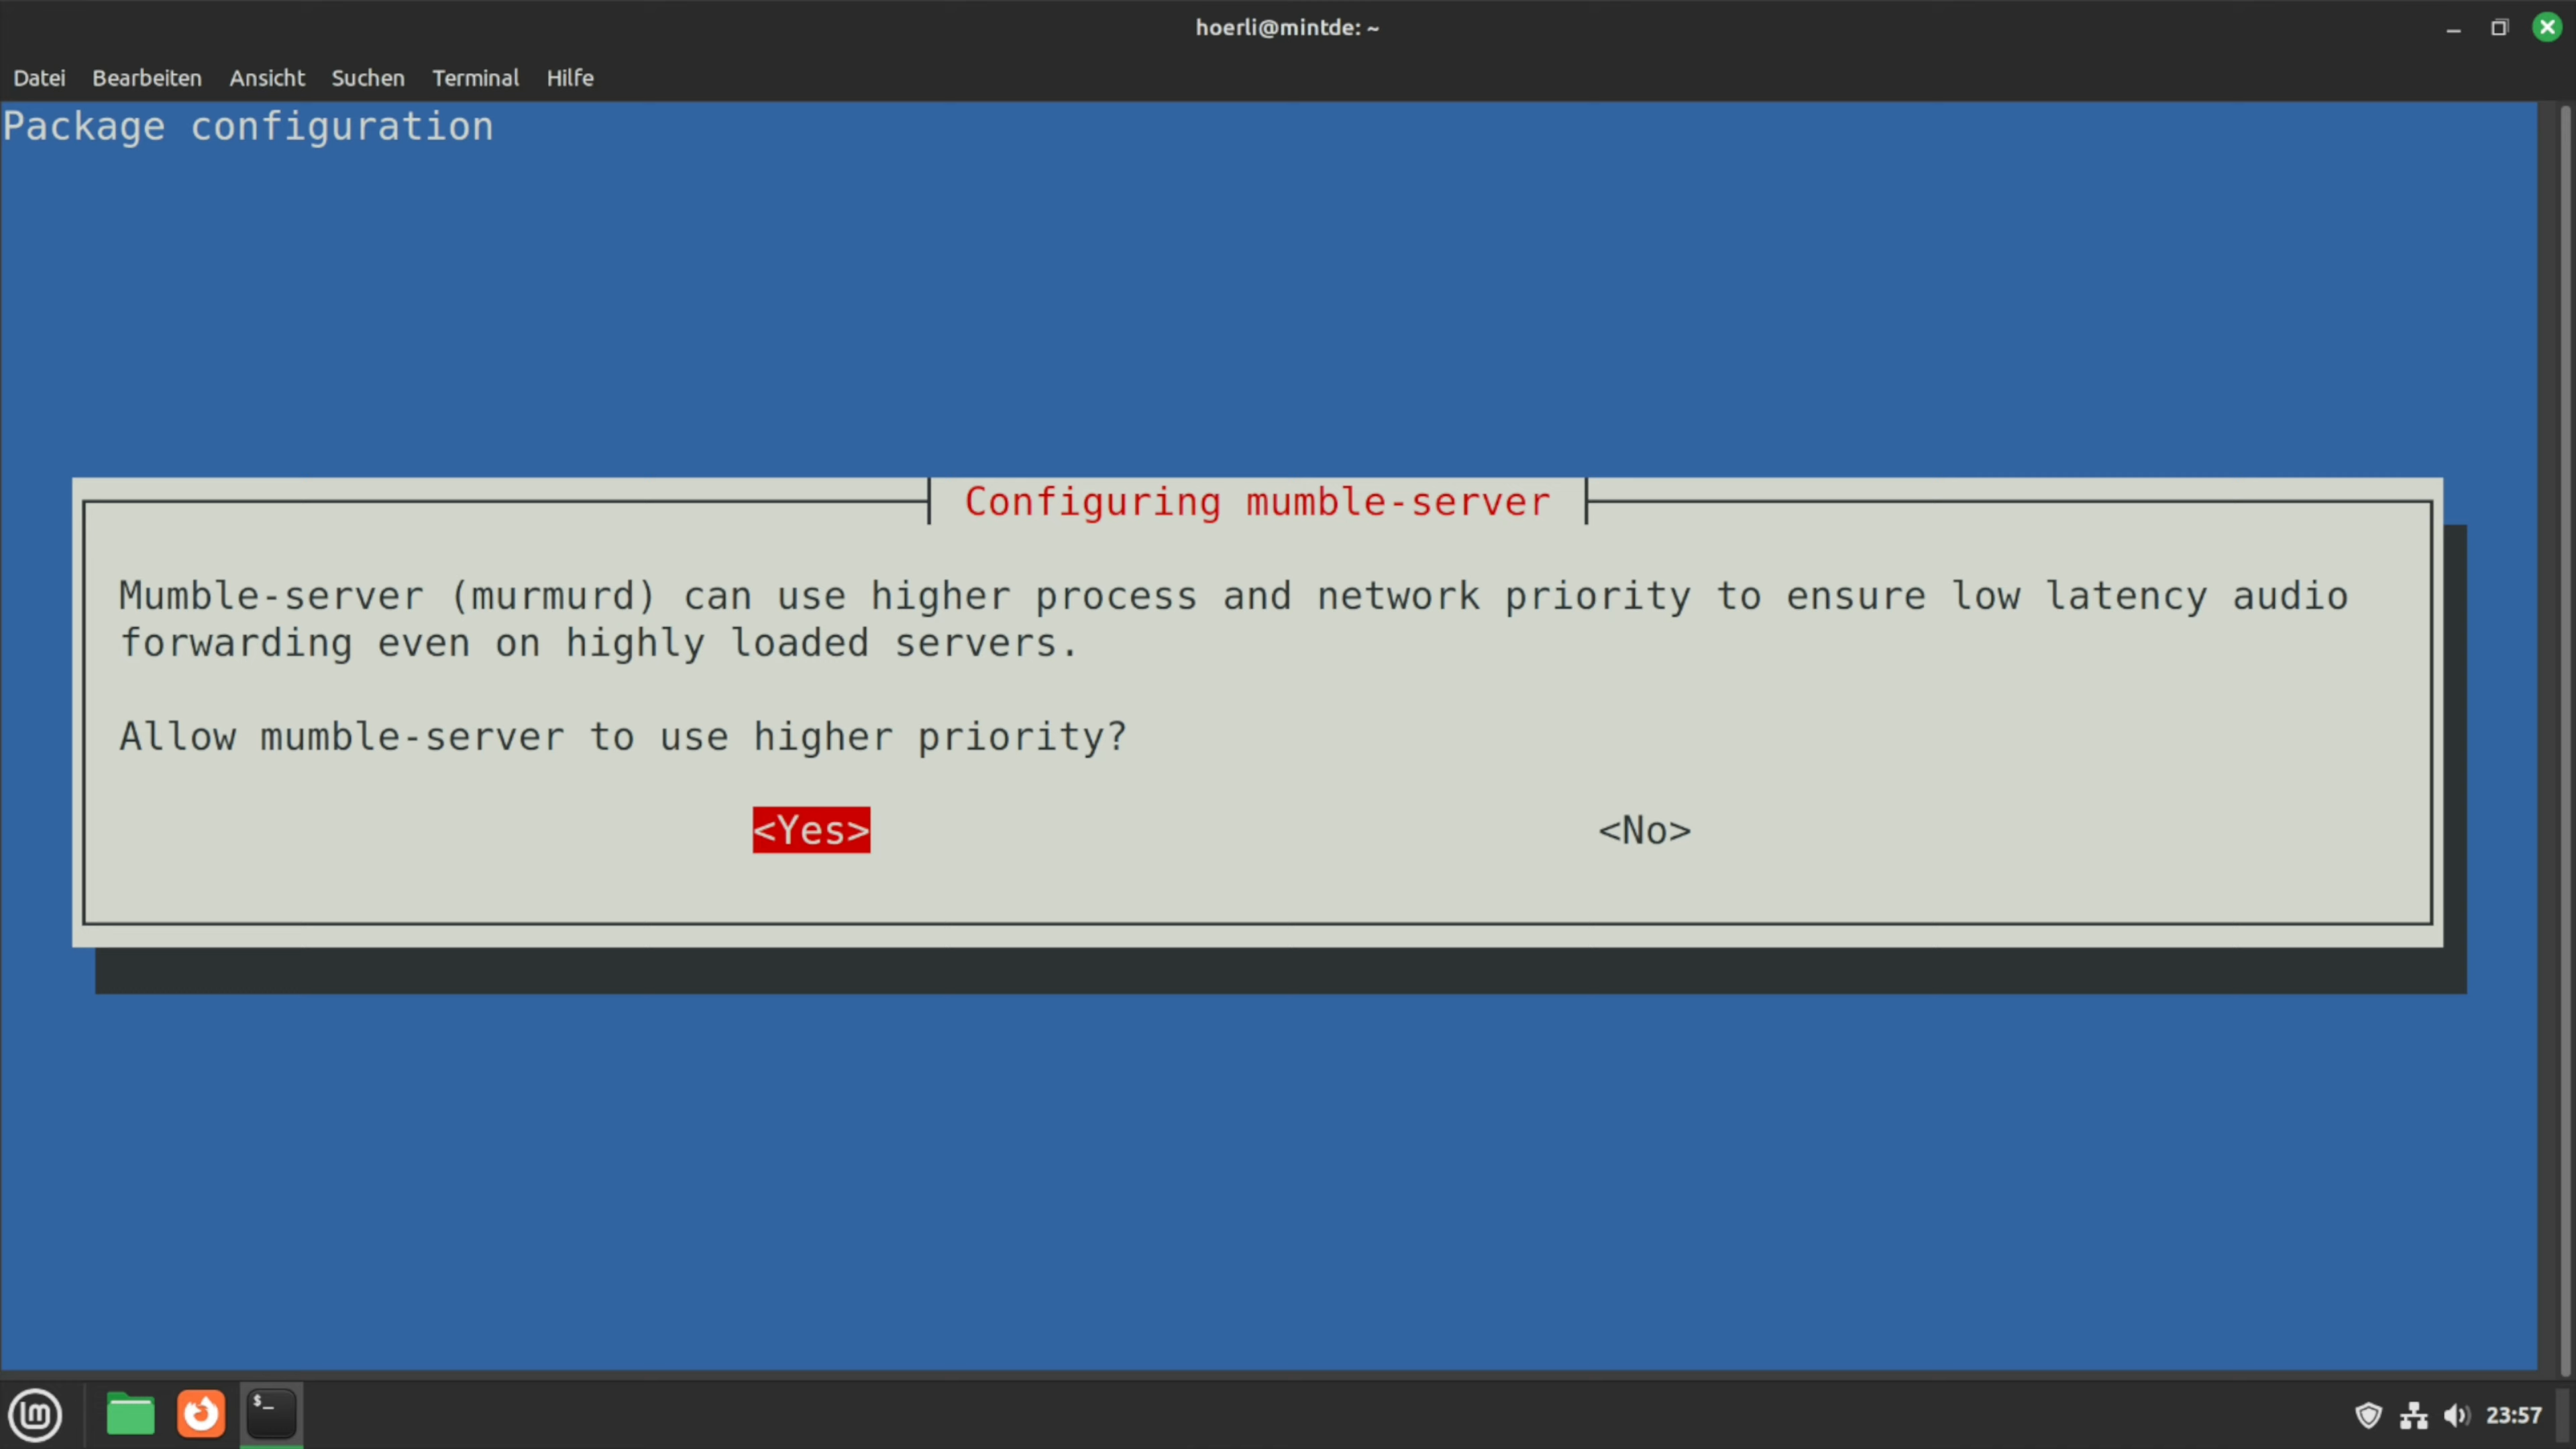 hoerli@mintde: ~
Datei Bearbeiten Ansicht Suchen Terminal Hilfe
Package configuration
Configuring mumble-server
Mumble-server (murmurd) can use higher process and network priority to ensure low latency audio
forwarding even on highly loaded servers.
Allow mumble-server to use higher priority?
<Yes> <No>
$_
23:57